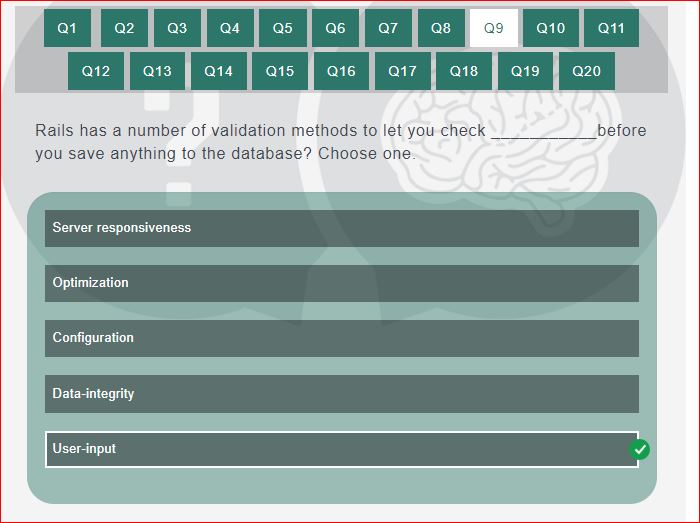 Q1 Q2 Q3 Q4 Q5 Q6 Q7 Q8 Q9 Q10 Q11
Q12 Q13 Q14 Q15 Q16 Q17 Q18 Q19 Q20
Rails has a number of validation methods to let you check ___________before
you save anything to the database? Choose one.
Server responsiveness
Optimization
Configuration
Data-integrity
User-input